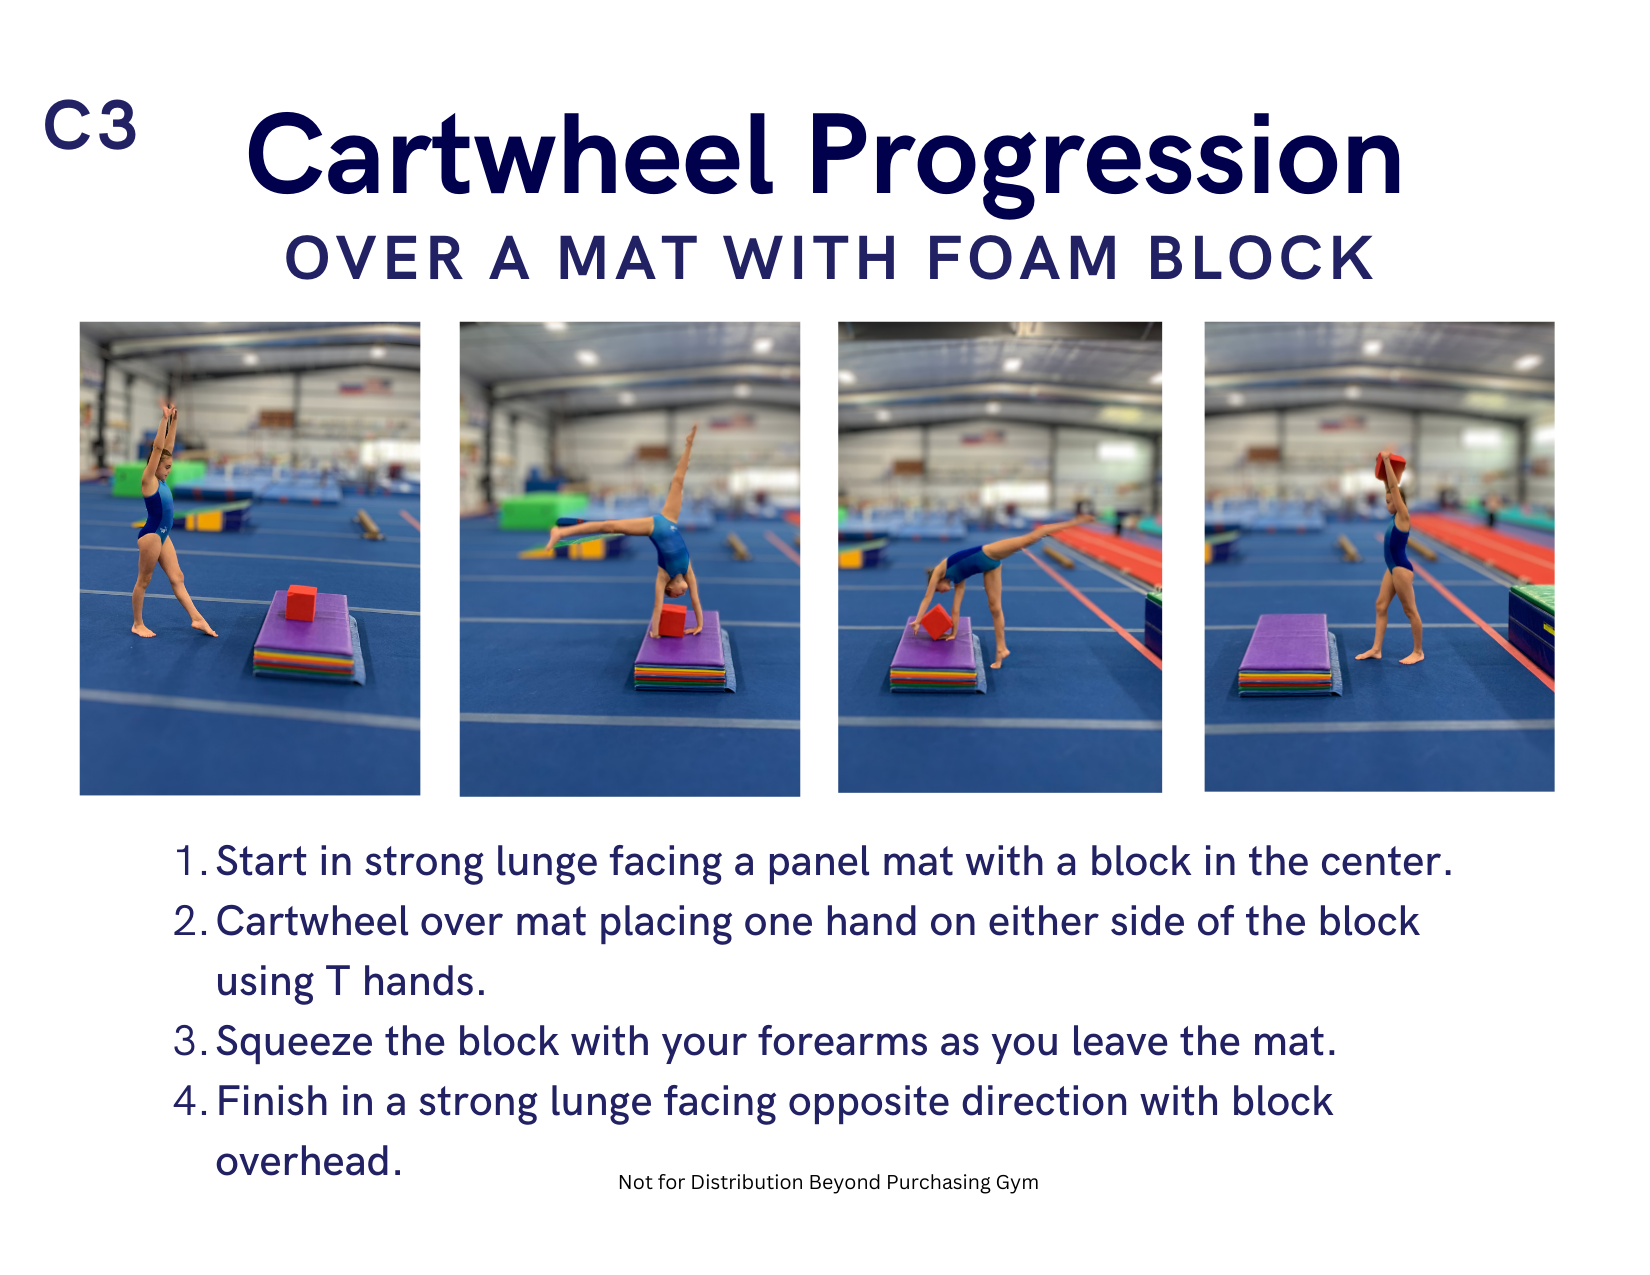 C3
Cartwheel Progression
OVER A MAT WITH FOAM BLOCK
1. Start in strong lunge facing a panel mat with a block in the center.
2. Cartwheel over mat placing one hand on either side of the block
using T hands.
3. Squeeze the block with your forearms as you leave the mat.
4. Finish in a strong lunge facing opposite direction with block
overhead.
Not for Distribution Beyond Purchasing Gym